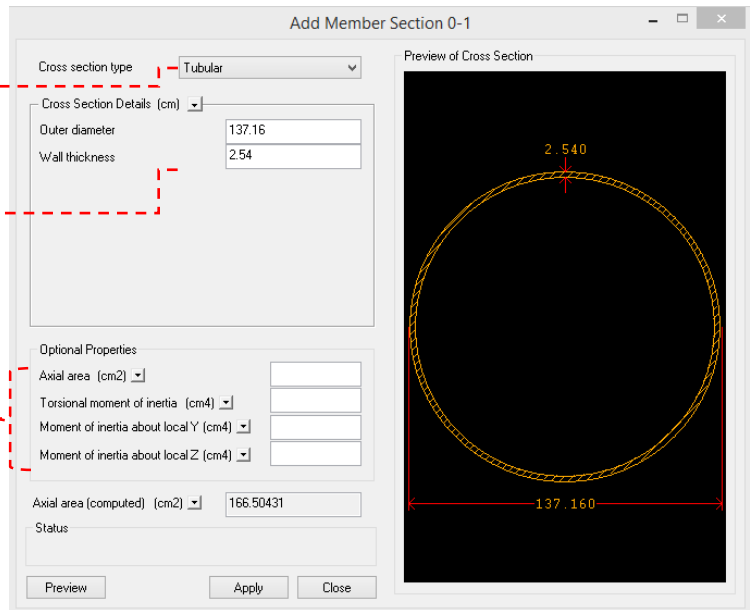 Add Member Section 0-1
Cross section type Tubular
Cross Section Details (cm)
Outer diameter 137.16
Wall thickness 2.54
Optional Properties
Axial area (cm2)
Torsional moment of inertia (cm4)
Moment of inertia about local Y (cm4)
Moment of inertia about local Z (cm4)
Axial area (computed) (cm2) 166.50431
Status
Preview Apply Close
Preview of Cross Section
2.540
137.160